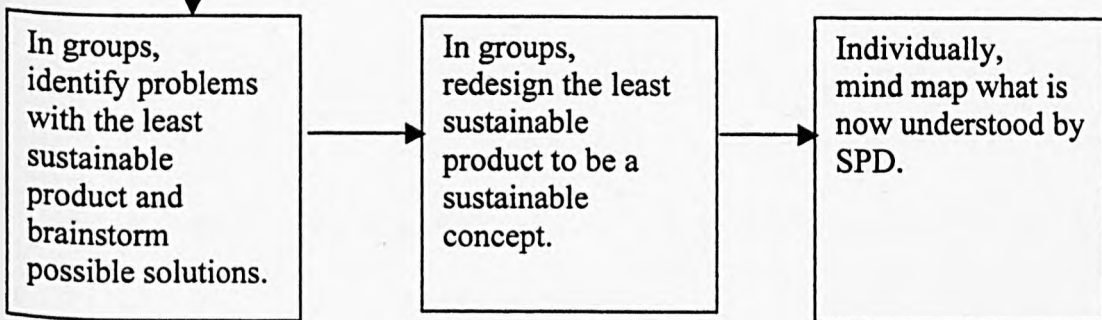 In groups,
identify problems
with the least
sustainable
product and
brainstorm
possible solutions.
In groups,
redesign the least
sustainable
product to be a
sustainable
concept.
Individually,
mind map what is
now understood by
SPD.